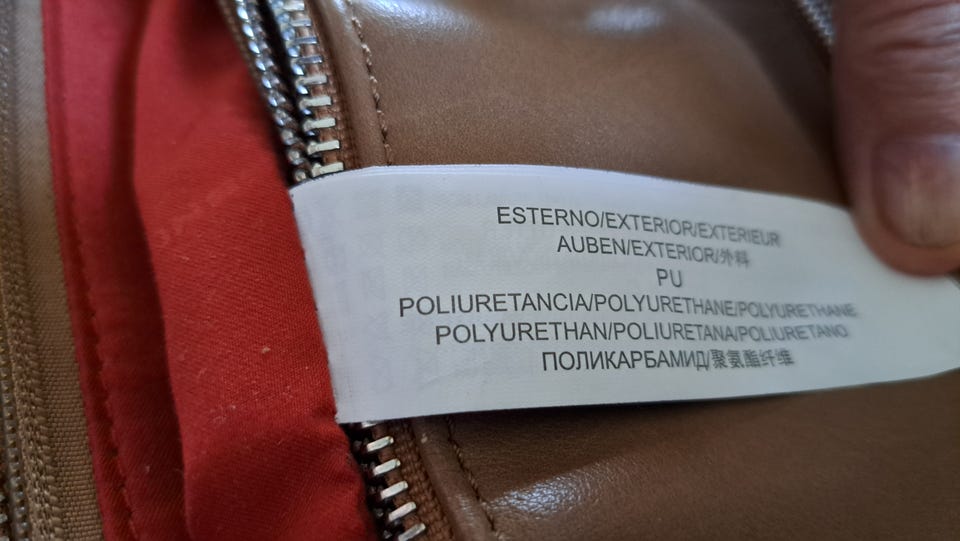 ESTERNO/EXTERIOR/EXTERIEUR
AUBEN/EXTERIOR/外料
PU
POLIURETANCIA/POLYURETHANE/POLYURETHANE
POLYURETHAN/POLIURETANA/POLIURETANO
ПОЛИКАРБАМИД/聚氨酯纤维